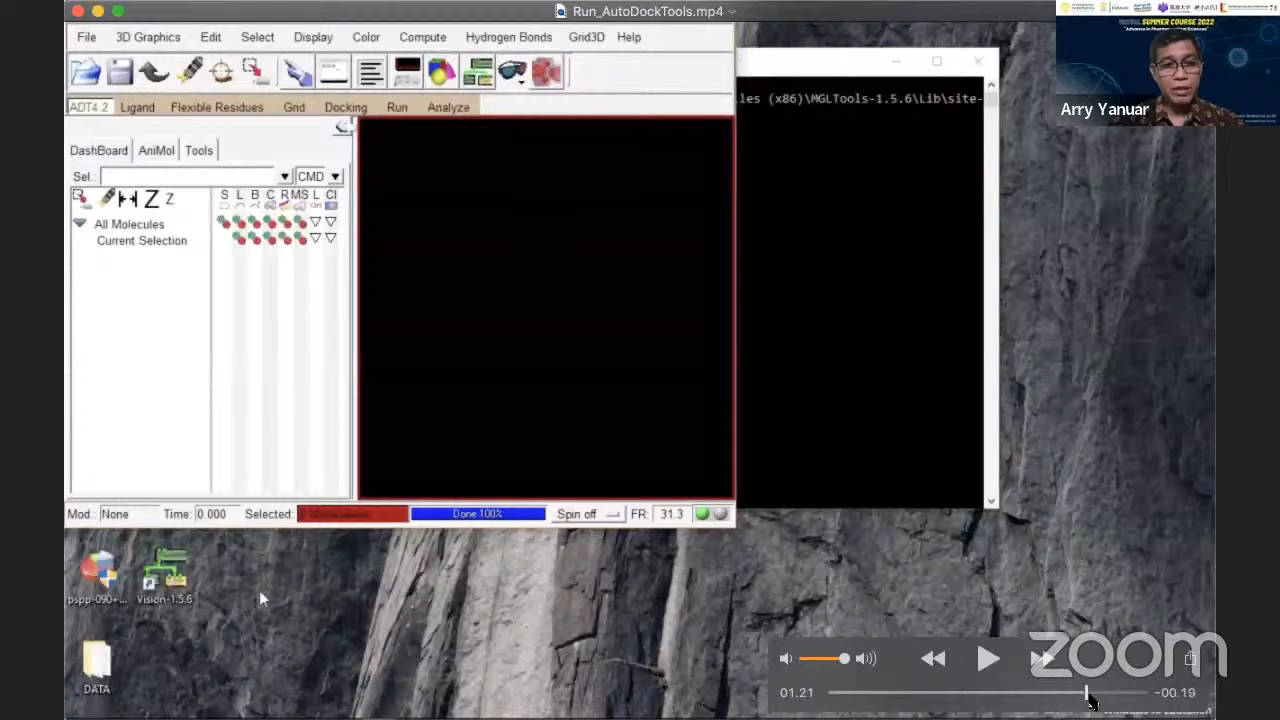 Run_AutoDockTools.mp4
File 3D Graphics Edit Select Display Color Compute Hydrogen Bonds Grid3D Help
ADT4.2 Ligand Flexible Residues Grid Docking Run Analyze
les (x86)\MGLTools-1.5.6\Lib\site-
DashBoard AniMol Tools
Sel.: CMD
Z Z
S L B C R MS L Cl
All Molecules
Current Selection
Mod.: None Time: 0.000 Selected: Done 100% Spin off FR: 31.3
pspp-090+... Vision-1.5.6
DATA
SUMMER COURSE 2022
Arry Yanuar
zoom
01.21 -00.19